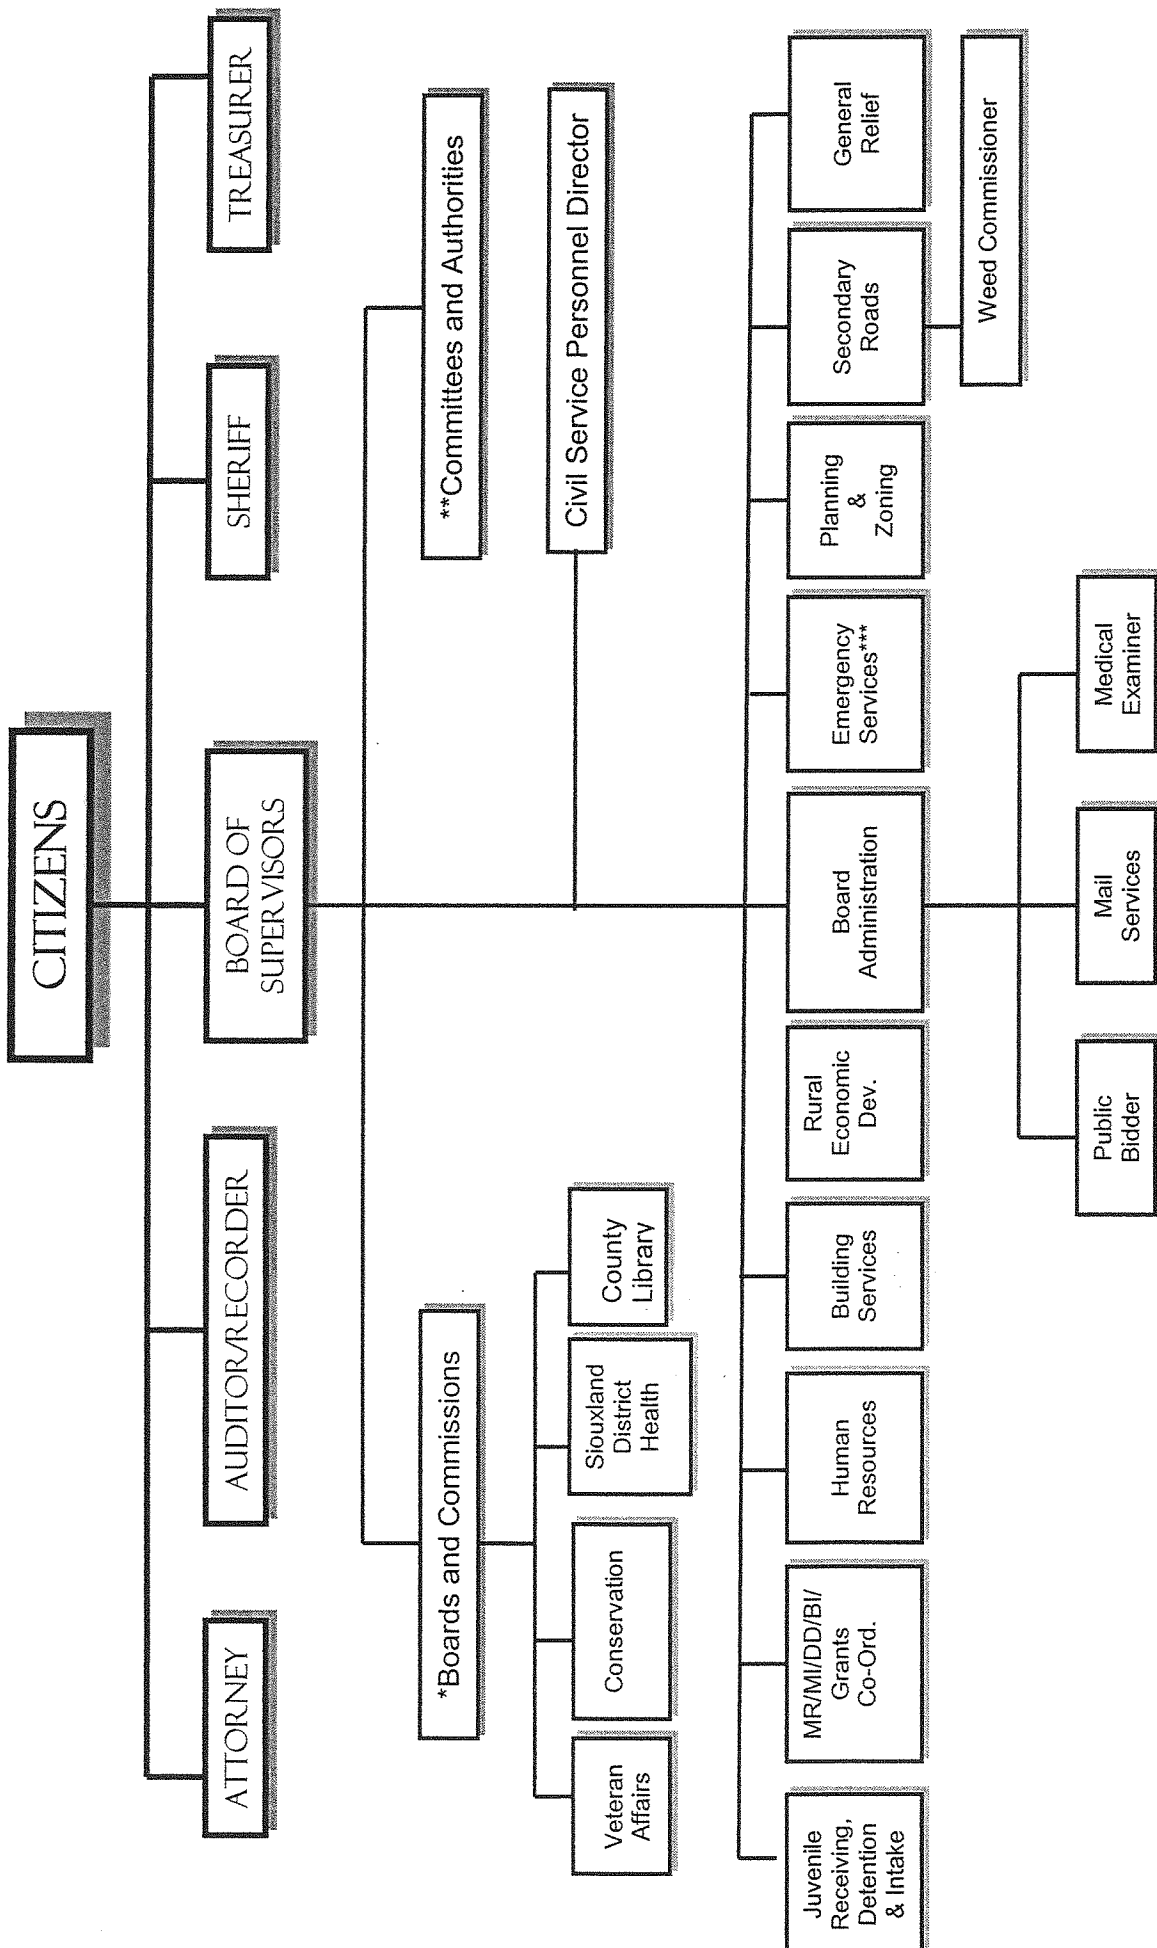 CITIZENS
ATTORNEY
AUDITOR/RECORDER
BOARD OF
SUPERVISORS
SHERIFF
TREASURER
*Boards and Commissions
**Committees and Authorities
Veteran
Affairs
Conservation
Siouxland
District
Health
County
Library
Civil Service Personnel Director
Juvenile
Receiving,
Detention
& Intake
MR/MI/DD/BI/
Grants
Co-Ord.
Human
Resources
Building
Services
Rural
Economic
Dev.
Board
Administration
Emergency
Services***
Planning
&
Zoning
Secondary
Roads
General
Relief
Weed Commissioner
Public
Bidder
Mail
Services
Medical
Examiner